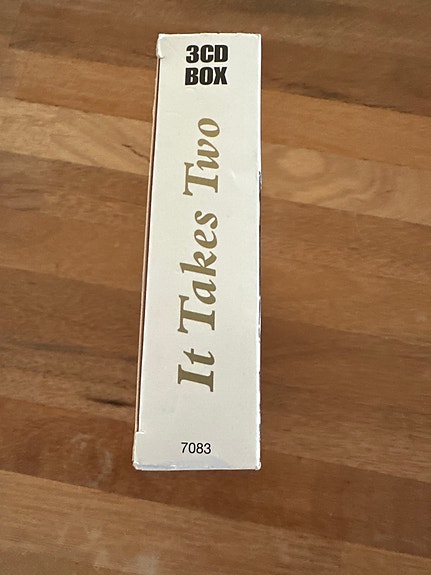 3CD
BOX
It Takes Two
7083